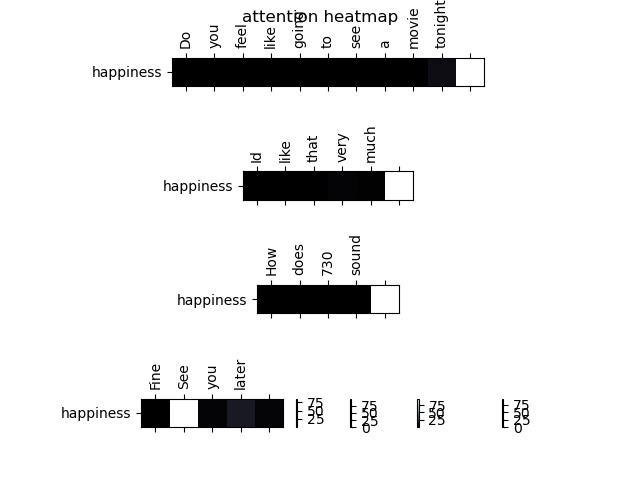 attention heatmap
Do you feel like going to see a movie tonight
happiness
Id like that very much
happiness
How does 730 sound
happiness
Fine See you later
happiness
75 75 75 75
50 50 50 50
25 25 25 25
0 0